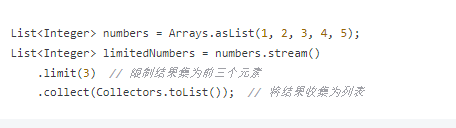 List<Integer> numbers = Arrays.asList(1, 2, 3, 4, 5);
List<Integer> limitedNumbers = numbers.stream()
.limit(3) // 限制结果集为前三个元素
.collect(Collectors.toList()); // 将结果收集为列表